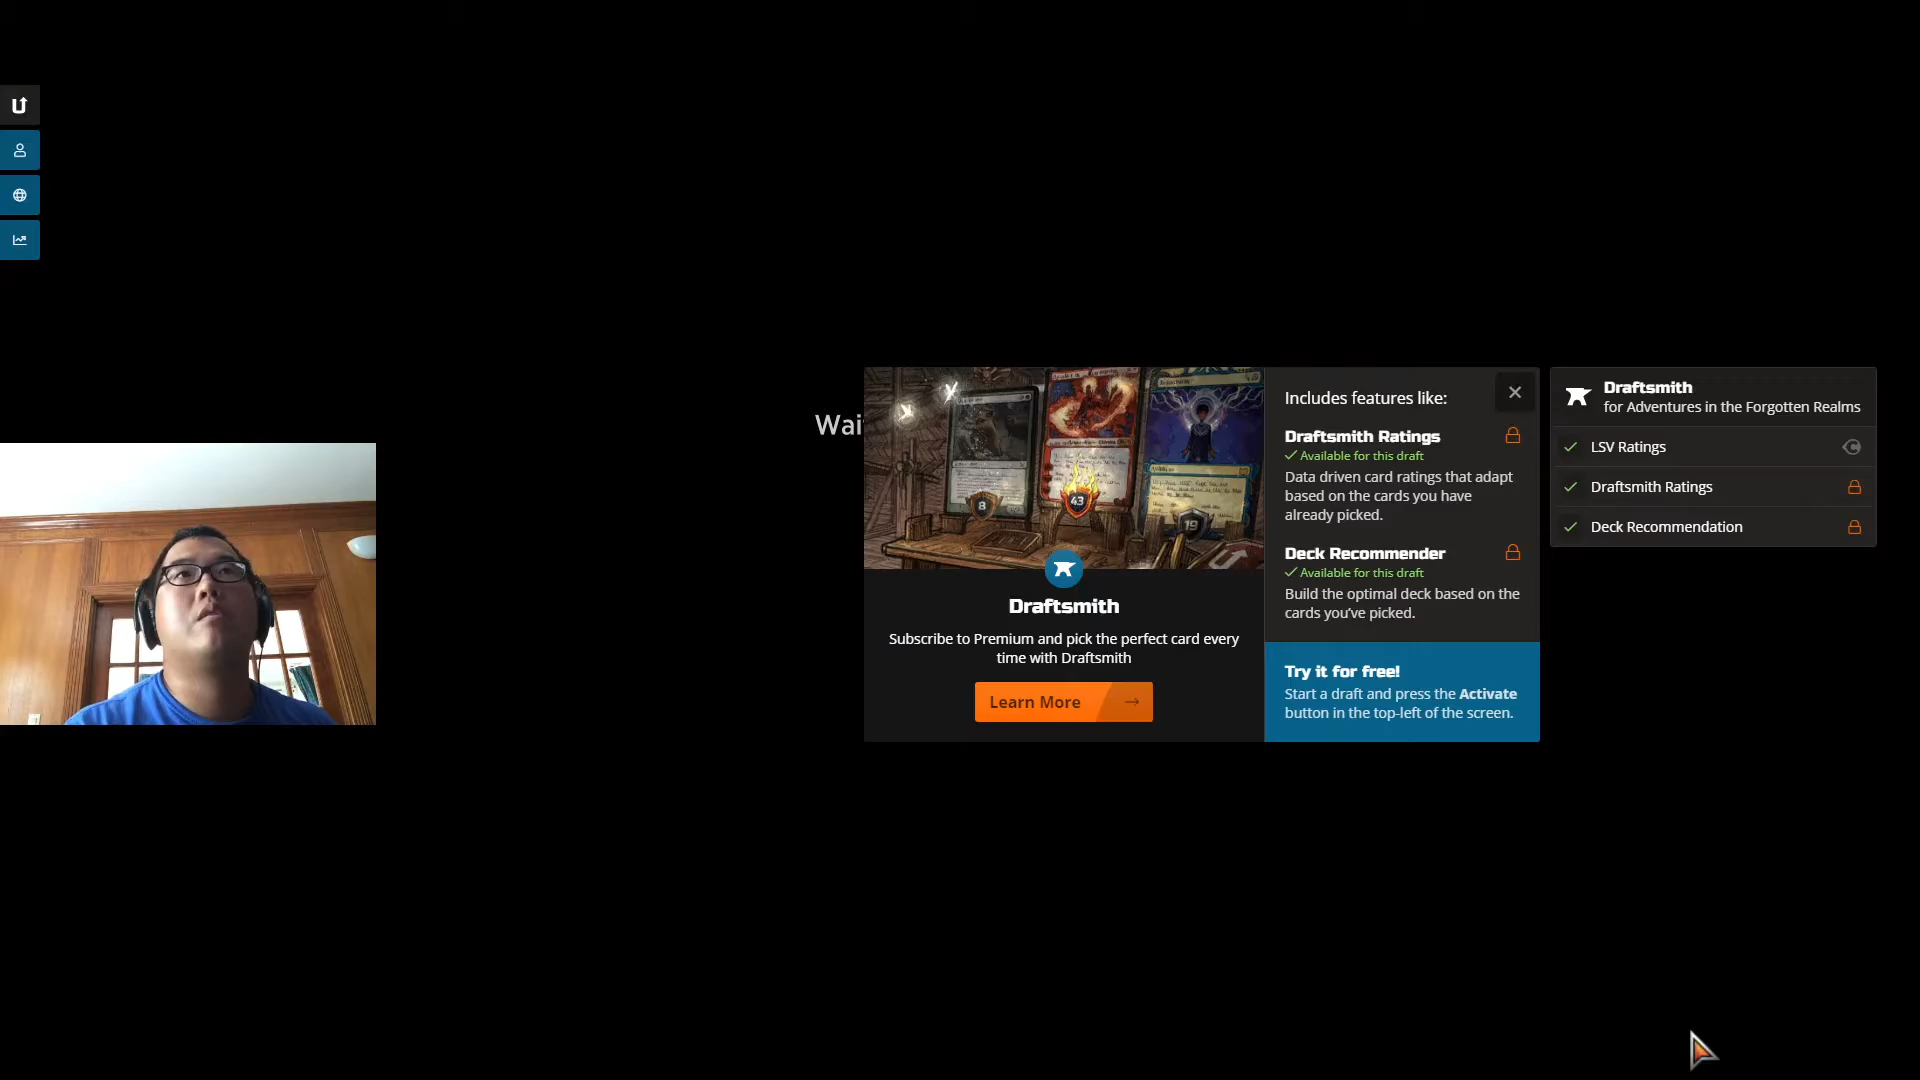 Wai
8
43
19
Draftsmith
Subscribe to Premium and pick the perfect card every
time with Draftsmith
Learn More
Includes features like:
Draftsmith Ratings
Available for this draft
Data driven card ratings that adapt
based on the cards you have
already picked.
Deck Recommender
Available for this draft
Build the optimal deck based on the
cards you've picked.
Try it for free!
Start a draft and press the Activate
button in the top-left of the screen.
Draftsmith
for Adventures in the Forgotten Realms
LSV Ratings
Draftsmith Ratings
Deck Recommendation